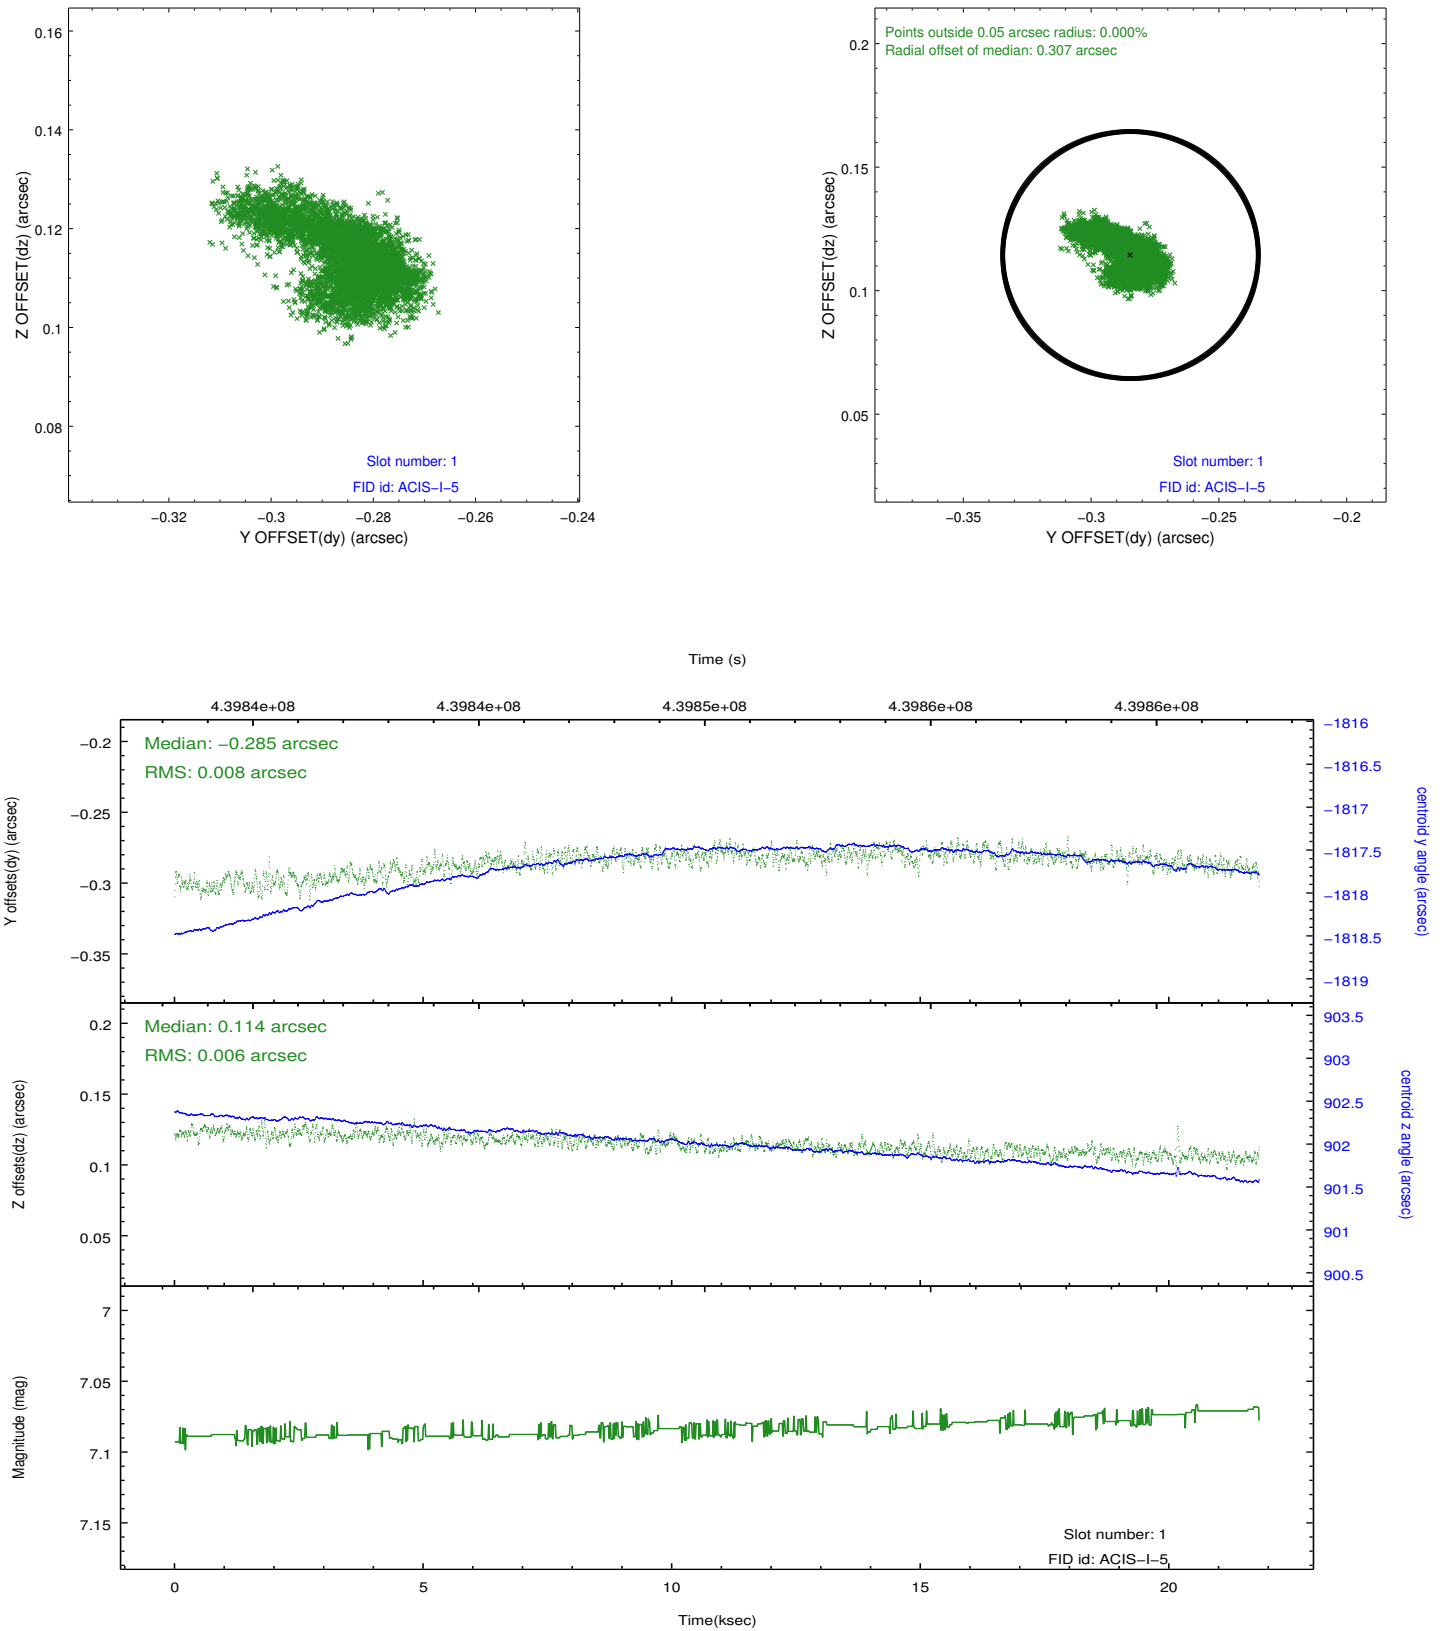 0.16
0.14
0.12
0.1
0.08
Z OFFSET(dz) (arcsec)
Slot number: 1
FID id: ACIS−I−5
−0.32
−0.3
−0.28
−0.26
−0.24
Y OFFSET(dy) (arcsec)
Points outside 0.05 arcsec radius: 0.000%
Radial offset of median: 0.307 arcsec
0.2
0.15
0.1
0.05
Z OFFSET(dz) (arcsec)
Slot number: 1
FID id: ACIS−I−5
−0.35
−0.3
−0.25
−0.2
Y OFFSET(dy) (arcsec)
Time (s)
4.3984e+08
4.3984e+08
4.3985e+08
4.3986e+08
4.3986e+08
Median: −0.285 arcsec
RMS: 0.008 arcsec
−0.2
−0.25
−0.3
−0.35
Y offsets(dy) (arcsec)
−1816
−1816.5
−1817
−1817.5
−1818
−1818.5
−1819
centroid y angle (arcsec)
Median: 0.114 arcsec
RMS: 0.006 arcsec
0.2
0.15
0.1
0.05
Z offsets(dz) (arcsec)
903.5
903
902.5
902
901.5
901
900.5
centroid z angle (arcsec)
7
7.05
7.1
7.15
Magnitude (mag)
Slot number: 1
FID id: ACIS−I−5
0
5
10
15
20
Time(ksec)